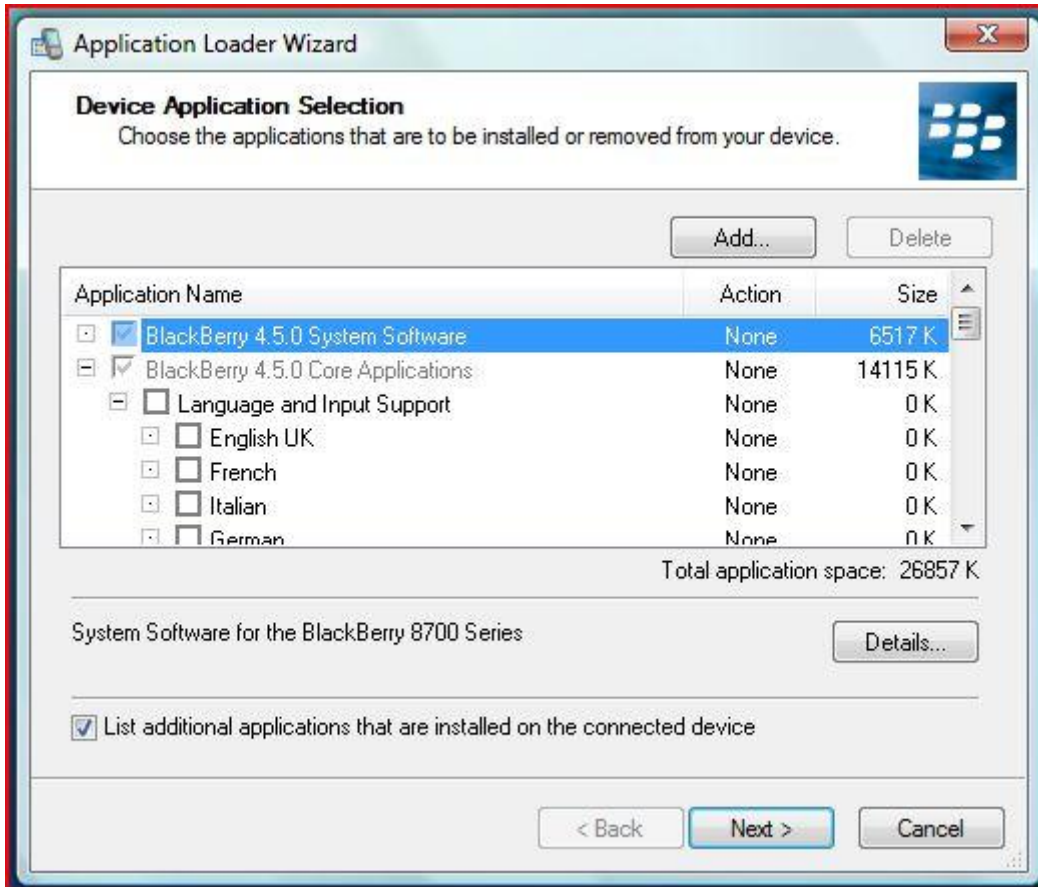 Application Loader Wizard
Device Application Selection
Choose the applications that are to be installed or removed from your device.
Add... Delete
Application Name Action Size
BlackBerry 4.5.0 System Software None 6517 K
BlackBerry 4.5.0 Core Applications None 14115 K
Language and Input Support None 0 K
English UK None 0 K
French None 0 K
Italian None 0 K
German None 0 K
Total application space: 26857 K
System Software for the BlackBerry 8700 Series
Details...
List additional applications that are installed on the connected device
< Back Next > Cancel